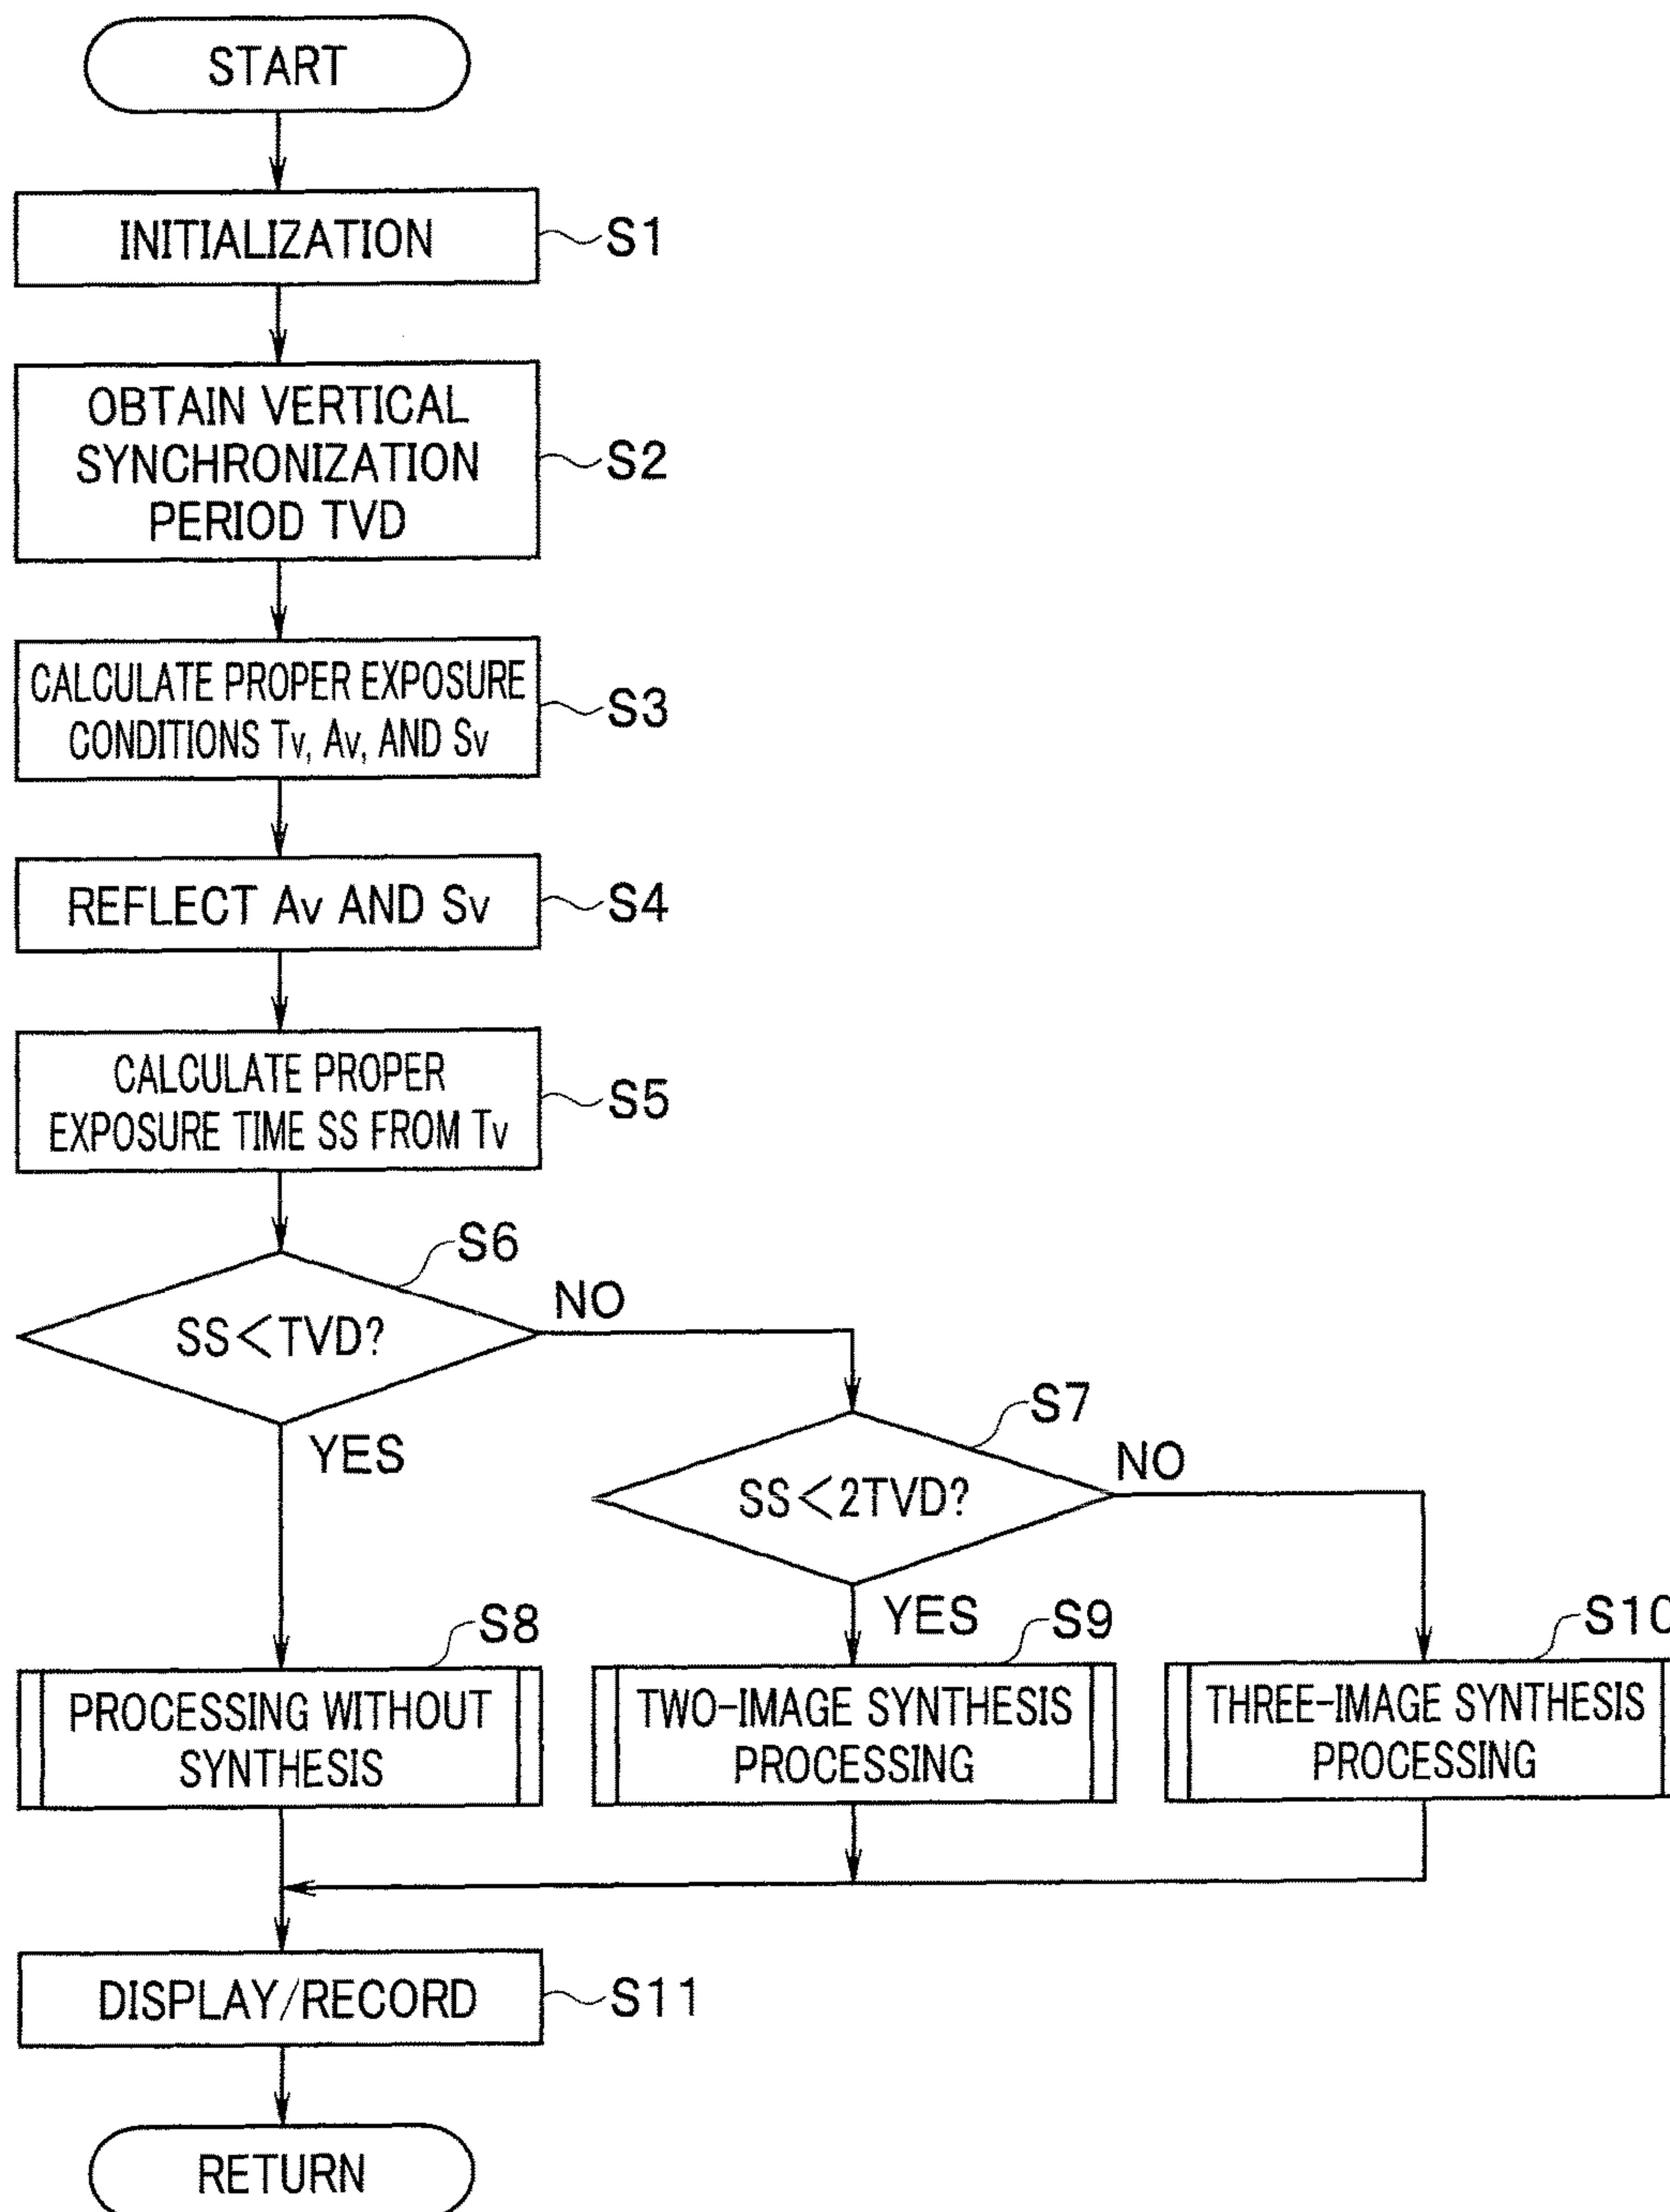 START
INITIALIZATION
S1
OBTAIN VERTICAL
SYNCHRONIZATION
PERIOD TVD
S2
CALCULATE PROPER EXPOSURE
CONDITIONS Tv, Av, AND Sv
S3
REFLECT Av AND Sv
S4
CALCULATE PROPER
EXPOSURE TIME SS FROM Tv
S5
S6
SS<TVD?
NO
YES
S7
SS<2TVD?
NO
YES
S8
PROCESSING WITHOUT
SYNTHESIS
S9
TWO-IMAGE SYNTHESIS
PROCESSING
S10
THREE-IMAGE SYNTHESIS
PROCESSING
DISPLAY/RECORD
S11
RETURN